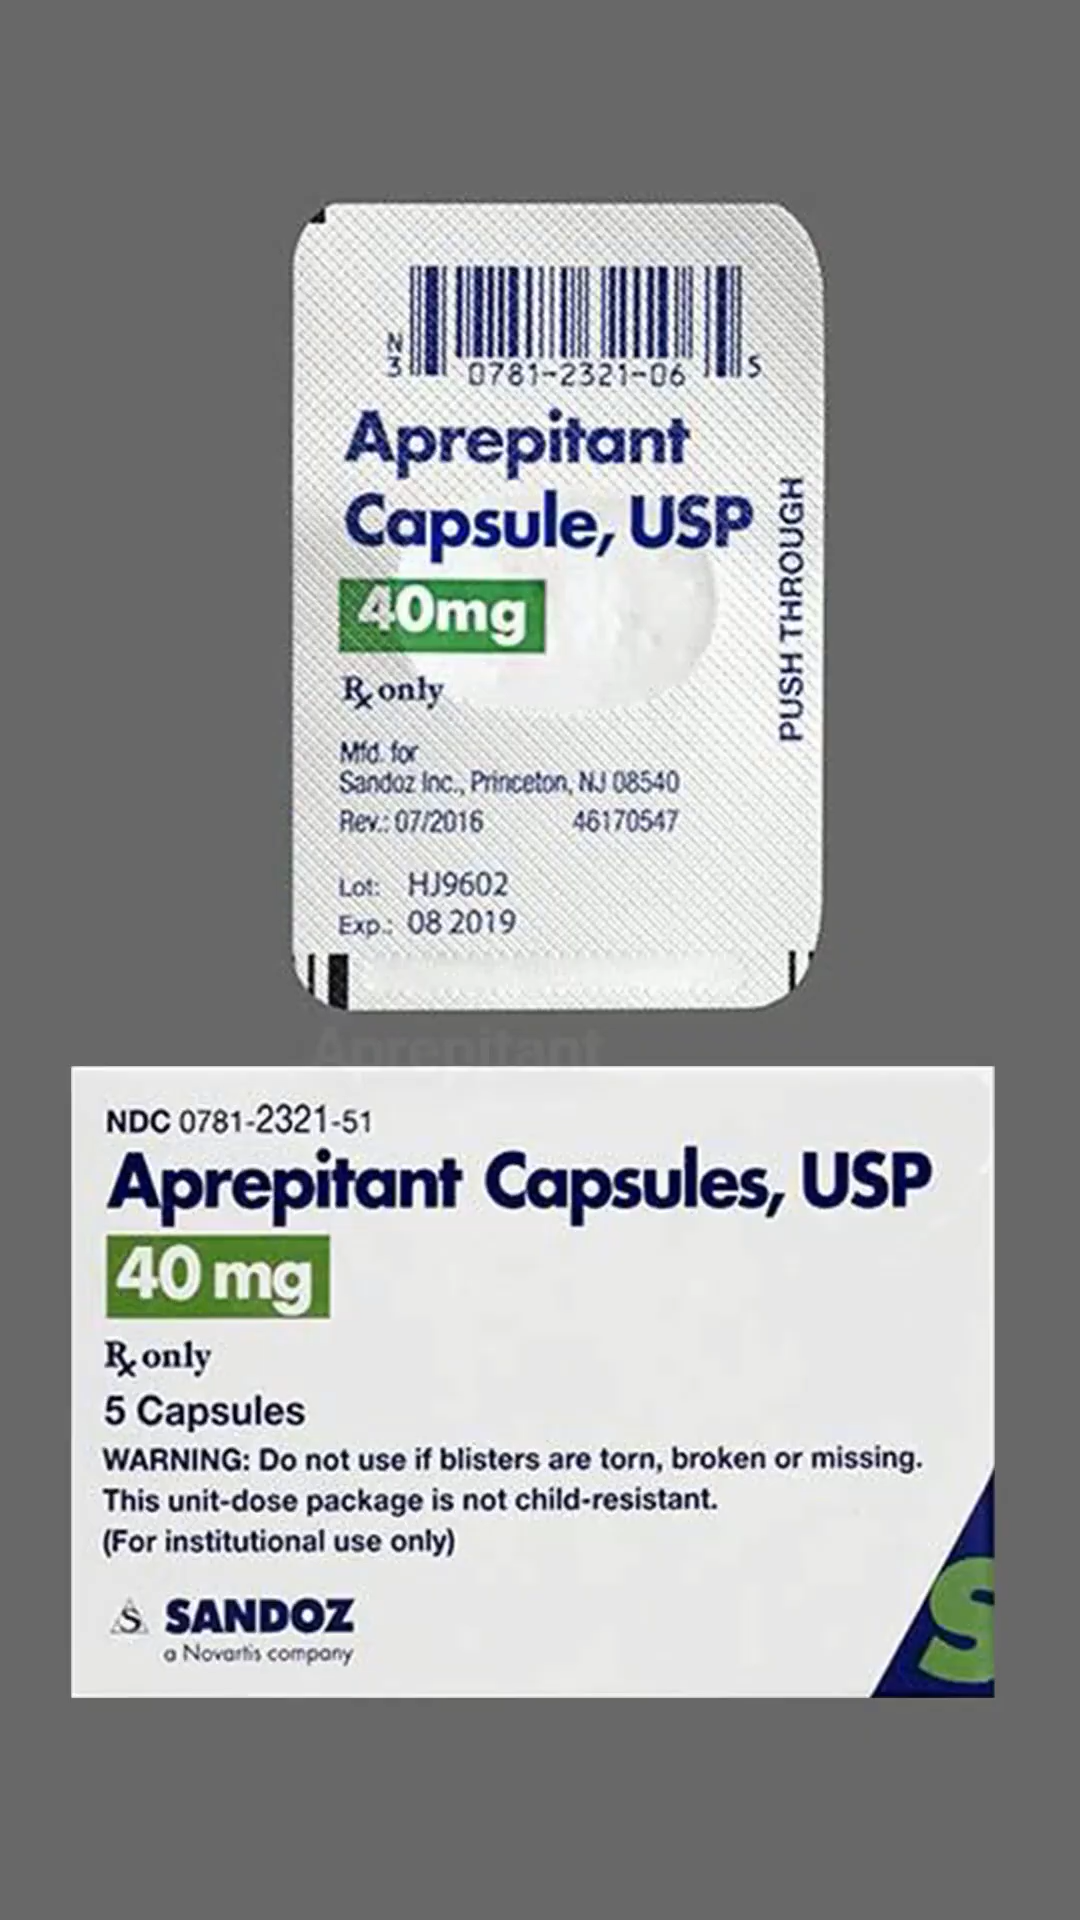 N
3
0781-2321-06
5
Aprepitant
Capsule, USP
40mg
PUSH THROUGH
Rx only
Mfd. for
Sandoz Inc., Princeton, NJ 08540
Rev.: 07/2016 46170547
Lot: HJ9602
Exp.: 08 2019
Aprepitant
NDC 0781-2321-51
Aprepitant Capsules, USP
40 mg
Rx only
5 Capsules
WARNING: Do not use if blisters are torn, broken or missing.
This unit-dose package is not child-resistant.
(For institutional use only)
S SANDOZ
a Novartis company
S